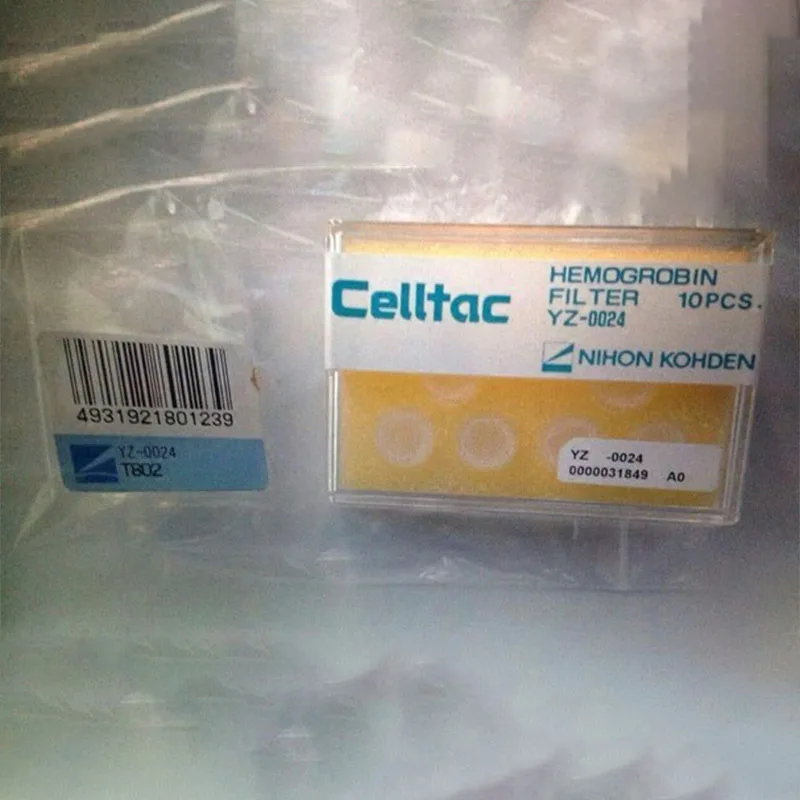 Celltac
HEMOGROBIN
FILTER 10PCS.
YZ-0024
NIHON KOHDEN
4931921801239
YZ-0024
T802
YZ -0024
0000031849 A0